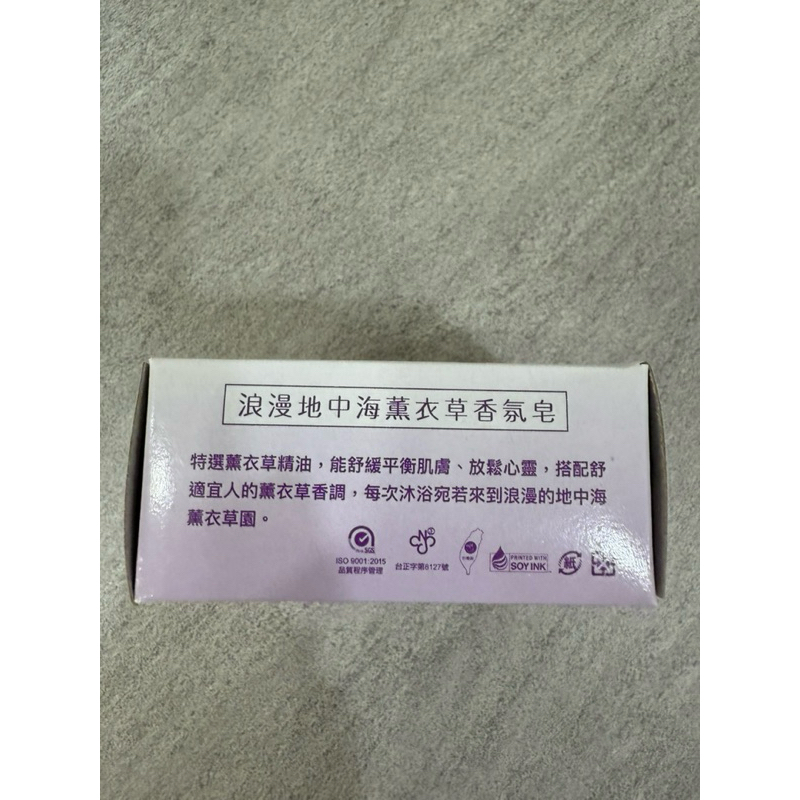 浪漫地中海薰衣草香氛皂
特選薰衣草精油，能舒緩平衡肌膚、放鬆心靈，搭配舒
適宜人的薰衣草香調，每次沐浴宛若來到浪漫的地中海
薰衣草園。
SGS
ISO 9001:2015
品質程序管理
台正字第6127號
PRINTED WITH
SOY INK
紙